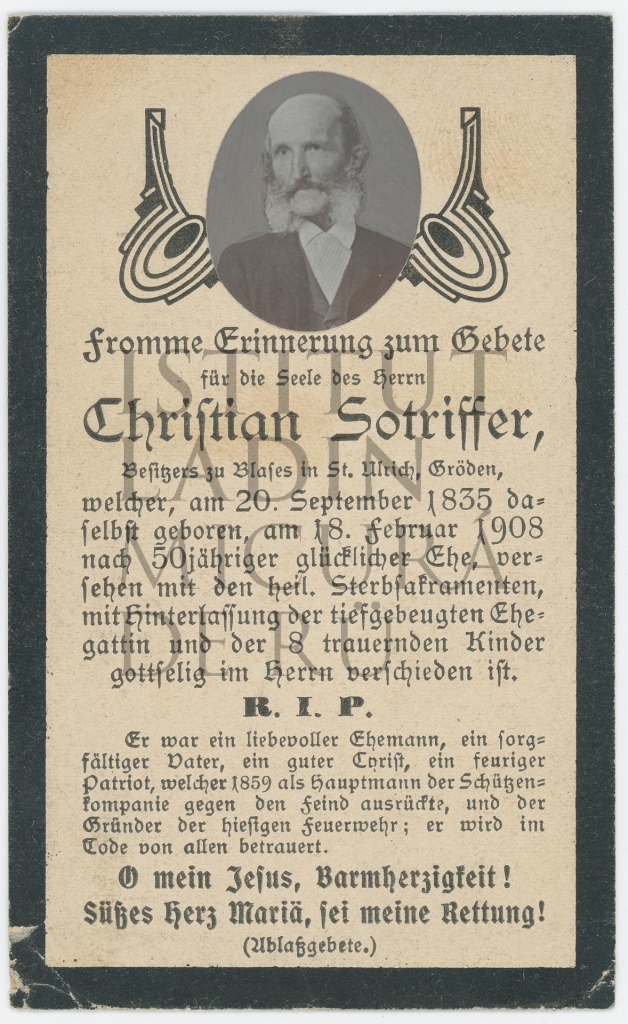 Fromme Erinnerung zum Gebete
für die Seele des Herrn
Christian Sotriffer,
Besitzers zu Blases in St. Ulrich, Gröden,
welcher, am 20. September 1835 da-
selbst geboren, am 18. Februar 1908
nach 50jähriger glücklicher Ehe, ver-
sehen mit den heil. Sterbsakramenten,
mit Hinterlassung der tiefgebeugten Ehe-
gattin und der 8 trauernden Kinder
gottselig im Herrn verschieden ist.
R. I. P.
Er war ein liebevoller Ehemann, ein sorg-
fältiger Vater, ein guter Christ, ein feuriger
Patriot, welcher 1859 als Hauptmann der Schützen-
kompanie gegen den Feind ausrückte, und der
Gründer der hiesigen Feuerwehr; er wird im
Tode von allen betrauert.
O mein Jesus, Barmherzigkeit!
Süßes Herz Mariä, sei meine Rettung!
(Ablaßgebete.)
ISTITUT
LADIN
MICURÁ
DE RÜ